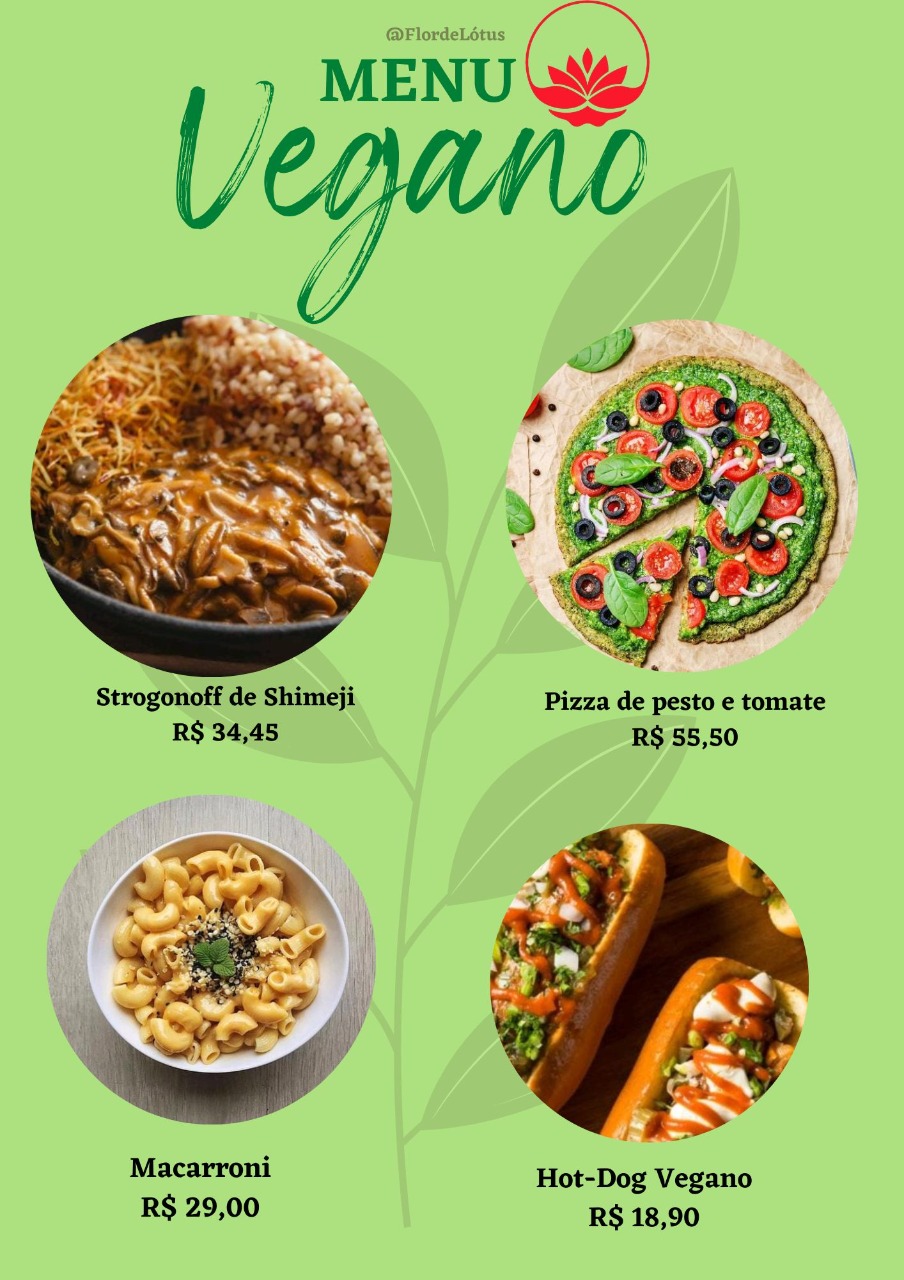 @FlordeLótus
MENU
Vegano
Strogonoff de Shimeji
R$ 34,45
Pizza de pesto e tomate
R$ 55,50
Macarroni
R$ 29,00
Hot-Dog Vegano
R$ 18,90